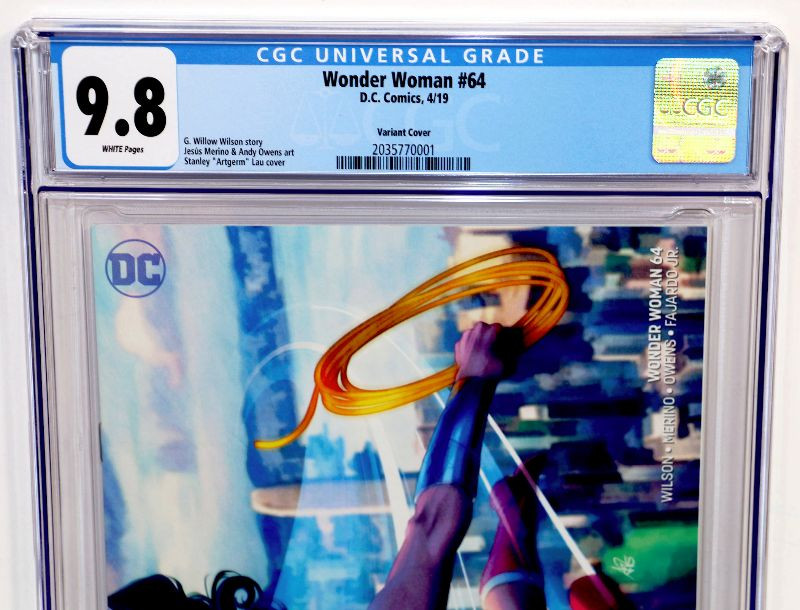 CGC UNIVERSAL GRADE
9.8
WHITE Pages
Wonder Woman #64
D.C. Comics, 4/19
Variant Cover
G. Willow Wilson story
Jesús Merino & Andy Owens art
Stanley "Artgerm" Lau cover
2035770001
CGC
CGC
DC
WONDER WOMAN 64
WILSON • MERINO • OWENS • FAJARDO JR.